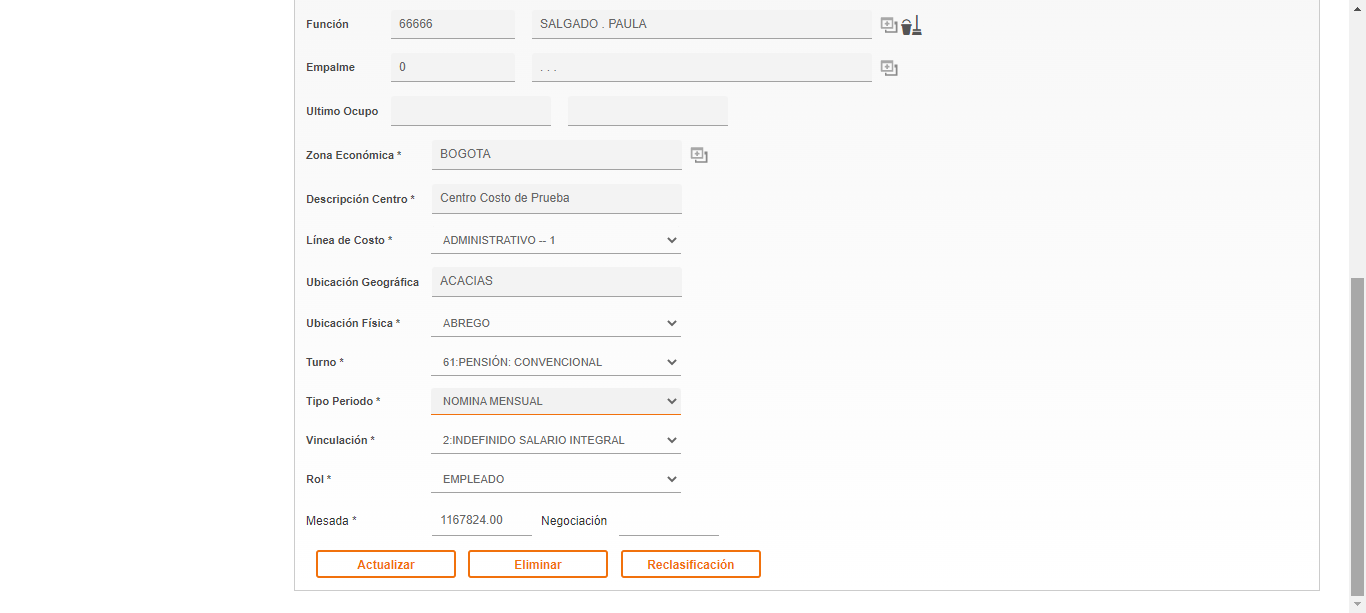 Función 66666 SALGADO . PAULA
Empalme 0 . . .
Ultimo Ocupo
Zona Económica * BOGOTA
Descripción Centro * Centro Costo de Prueba
Línea de Costo * ADMINISTRATIVO -- 1
Ubicación Geográfica ACACIAS
Ubicación Física * ABREGO
Turno * 61:PENSIÓN: CONVENCIONAL
Tipo Periodo * NOMINA MENSUAL
Vinculación * 2:INDEFINIDO SALARIO INTEGRAL
Rol * EMPLEADO
Mesada * 1167824.00 Negociación
Actualizar Eliminar Reclasificación